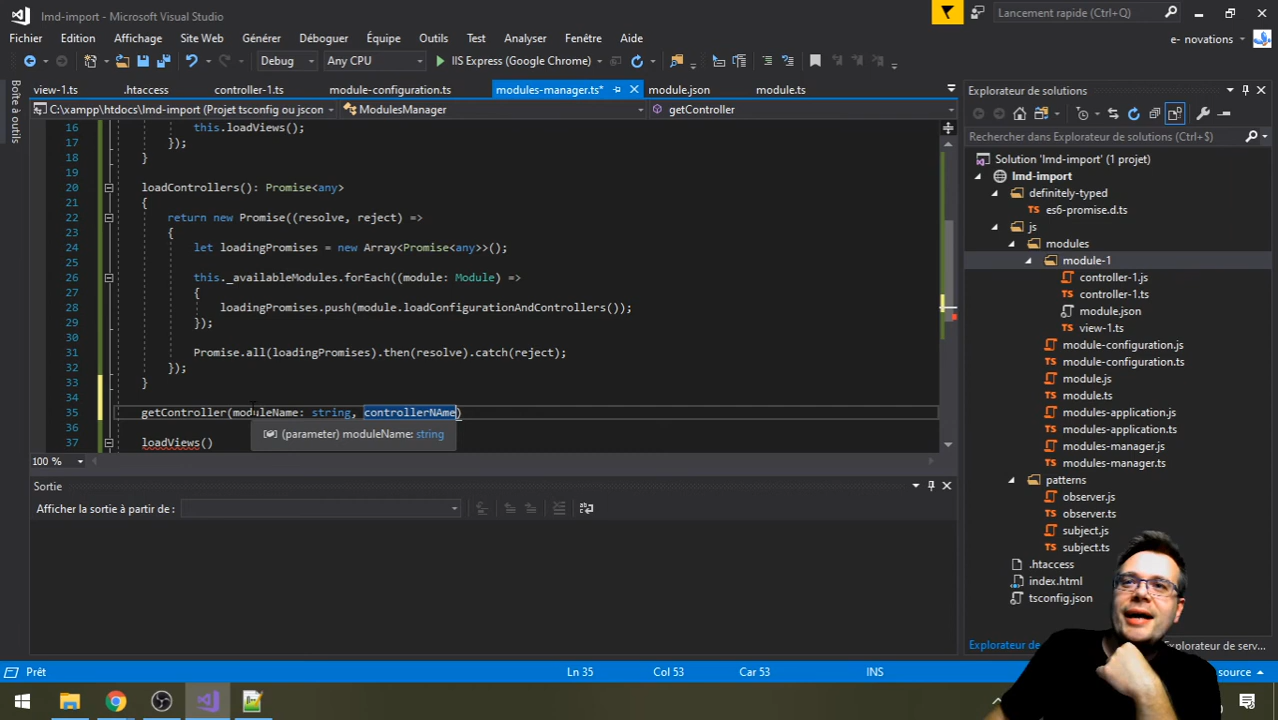 lmd-import - Microsoft Visual Studio
Lancement rapide (Ctrl+Q)
Fichier Edition Affichage Site Web Générer Déboguer Équipe Outils Test Analyser Fenêtre Aide
e- novations
Debug Any CPU IIS Express (Google Chrome)
Boîte à outils
view-1.ts .htaccess controller-1.ts module-configuration.ts modules-manager.ts* module.json module.ts
C:\xampp\htdocs\lmd-import (Projet tsconfig ou jscon ModulesManager getController
16 this.loadViews();
17 });
18 }
19
20 loadControllers(): Promise<any>
21 {
22 return new Promise((resolve, reject) =>
23 {
24 let loadingPromises = new Array<Promise<any>>();
25
26 this._availableModules.forEach((module: Module) =>
27 {
28 loadingPromises.push(module.loadConfigurationAndControllers());
29 });
30
31 Promise.all(loadingPromises).then(resolve).catch(reject);
32 });
33 }
34
35 getController(moduleName: string, controllerNAme)
36 (parameter) moduleName: string
37 loadViews()
100 %
Sortie
Afficher la sortie à partir de :
Explorateur de solutions
Rechercher dans Explorateur de solutions (Ctrl+$)
Solution 'lmd-import' (1 projet)
lmd-import
definitely-typed
es6-promise.d.ts
js
modules
module-1
controller-1.js
controller-1.ts
module.json
view-1.ts
module-configuration.js
module-configuration.ts
module.js
module.ts
modules-application.js
modules-application.ts
modules-manager.js
modules-manager.ts
patterns
observer.js
observer.ts
subject.js
subject.ts
.htaccess
index.html
tsconfig.json
Explorateur de Explorateur de serv...
Prêt Ln 35 Col 53 Car 53 INS source